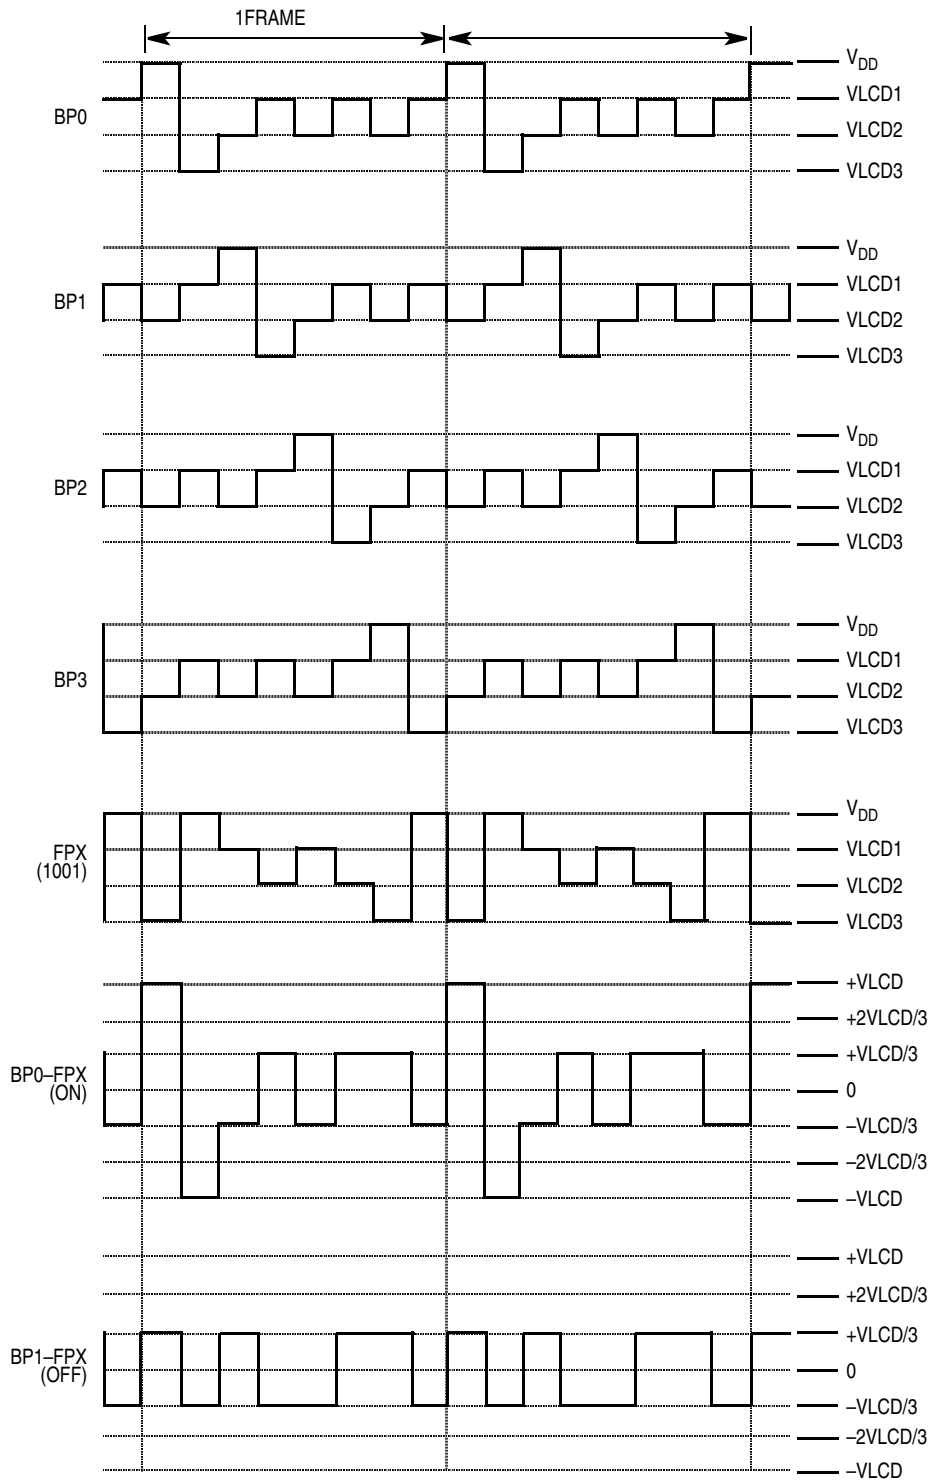 1FRAME
BP0
V_DD
VLCD1
VLCD2
VLCD3
BP1
V_DD
VLCD1
VLCD2
VLCD3
BP2
V_DD
VLCD1
VLCD2
VLCD3
BP3
V_DD
VLCD1
VLCD2
VLCD3
FPX
(1001)
V_DD
VLCD1
VLCD2
VLCD3
BP0–FPX
(ON)
+VLCD
+2VLCD/3
+VLCD/3
0
–VLCD/3
–2VLCD/3
–VLCD
BP1–FPX
(OFF)
+VLCD
+2VLCD/3
+VLCD/3
0
–VLCD/3
–2VLCD/3
–VLCD